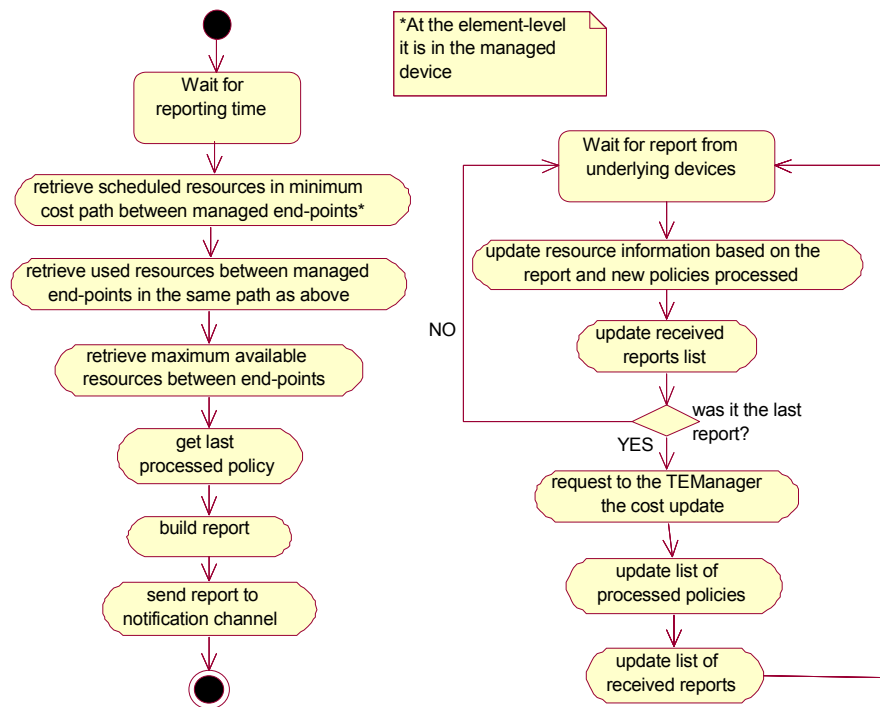 *At the element-level
it is in the managed
device
Wait for
reporting time
retrieve scheduled resources in minimum
cost path between managed end-points*
retrieve used resources between managed
end-points in the same path as above
retrieve maximum available
resources between end-points
get last
processed policy
build report
send report to
notification channel
Wait for report from
underlying devices
update resource information based on the
report and new policies processed
update received
reports list
NO
was it the last
report?
YES
request to the TEManager
the cost update
update list of
processed policies
update list of
received reports